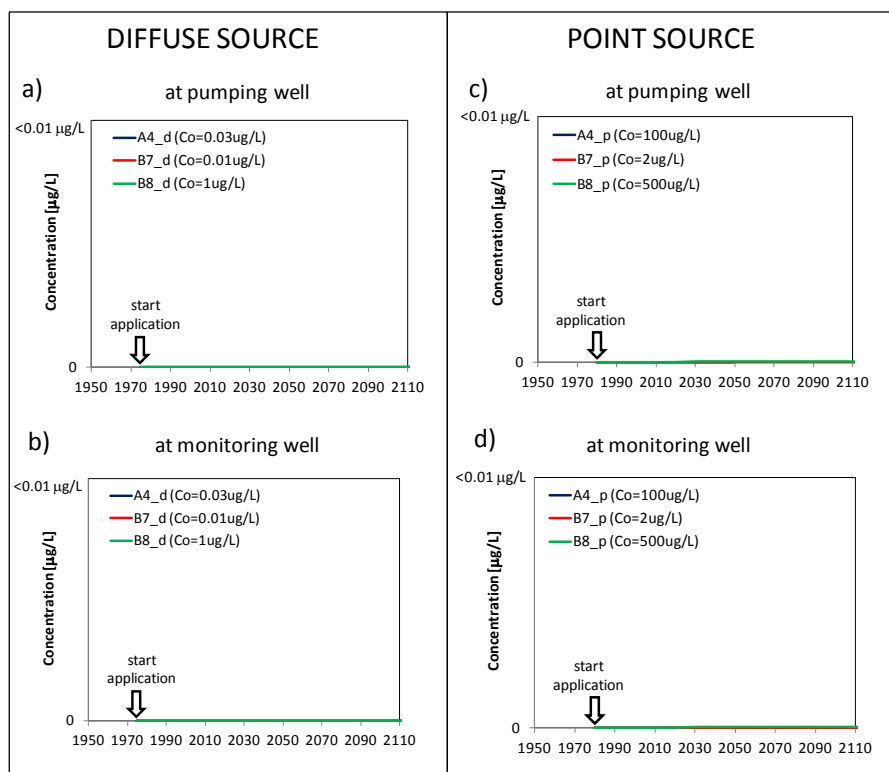 DIFFUSE SOURCE
a)
at pumping well
<0.01 µg/L
A4_d (Co=0.03ug/L)
B7_d (Co=0.01ug/L)
B8_d (Co=1ug/L)
Concentration [µg/L]
start
application
0
1950 1970 1990 2010 2030 2050 2070 2090 2110
b)
at monitoring well
<0.01 µg/L
A4_d (Co=0.03ug/L)
B7_d (Co=0.01ug/L)
B8_d (Co=1ug/L)
Concentration [µg/L]
start
application
0
1950 1970 1990 2010 2030 2050 2070 2090 2110
POINT SOURCE
c)
at pumping well
<0.01 µg/L
A4_p (Co=100ug/L)
B7_p (Co=2ug/L)
B8_p (Co=500ug/L)
Concentration [µg/L]
start
application
0
1950 1970 1990 2010 2030 2050 2070 2090 2110
d)
at monitoring well
<0.01 µg/L
A4_p (Co=100ug/L)
B7_p (Co=2ug/L)
B8_p (Co=500ug/L)
Concentration [µg/L]
start
application
0
1950 1970 1990 2010 2030 2050 2070 2090 2110